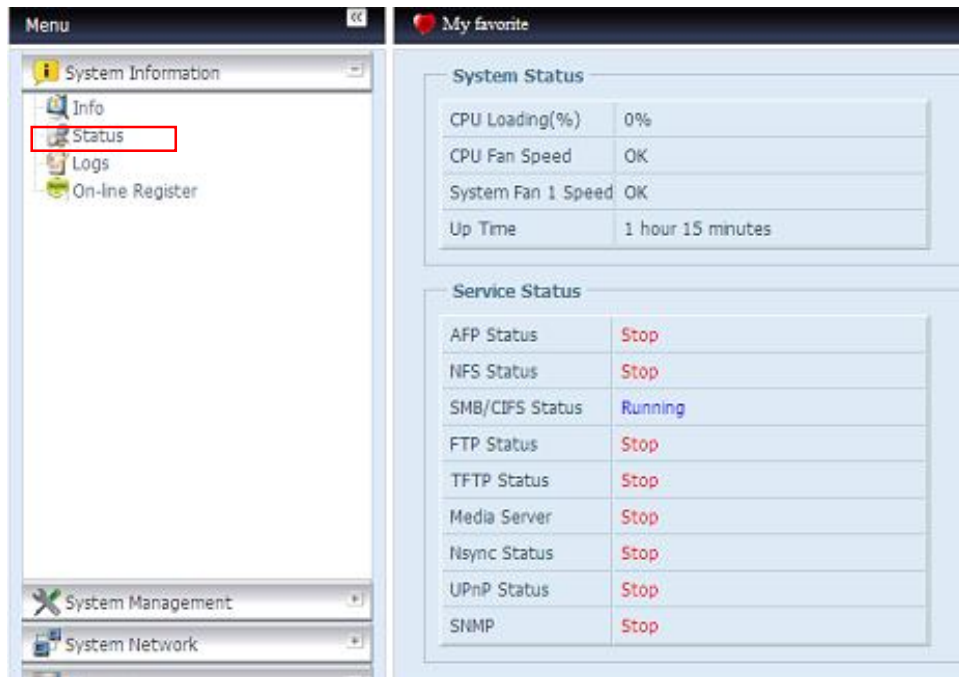 Menu
<<
My favorite
System Information
Info
Status
Logs
On-line Register
System Management
System Network
System Status
CPU Loading(%) 0%
CPU Fan Speed OK
System Fan 1 Speed OK
Up Time 1 hour 15 minutes
Service Status
AFP Status Stop
NFS Status Stop
SMB/CIFS Status Running
FTP Status Stop
TFTP Status Stop
Media Server Stop
Nsync Status Stop
UPnP Status Stop
SNMP Stop